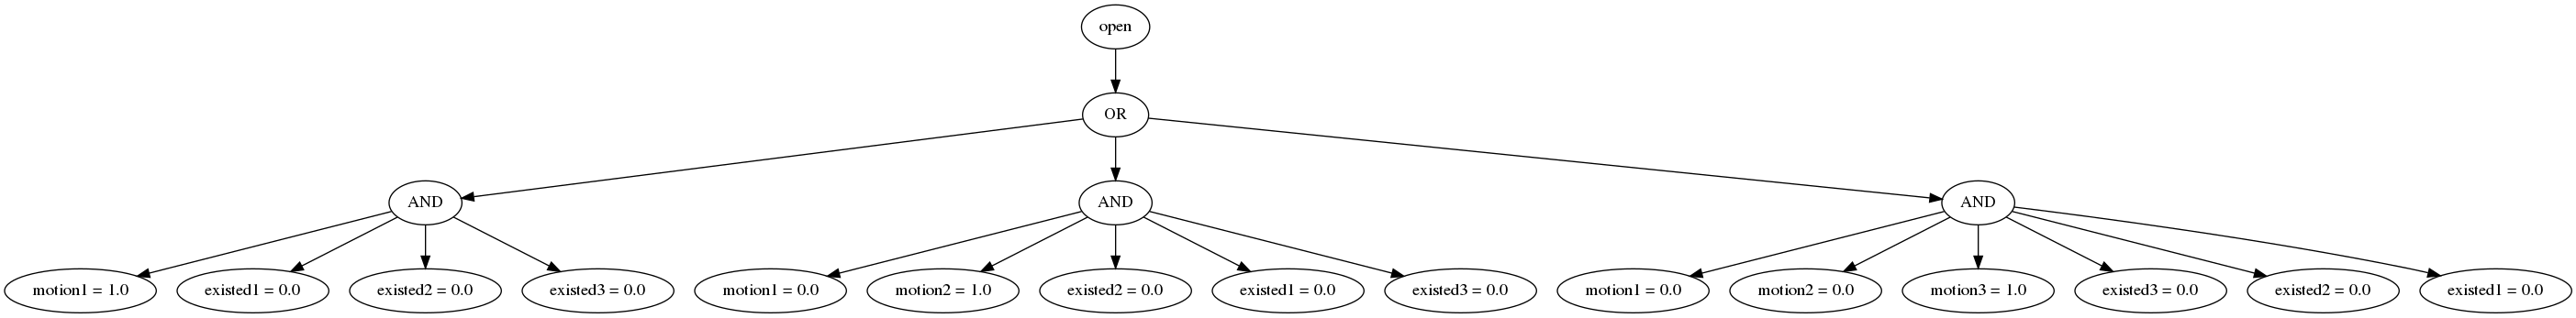 open
OR
AND
AND
AND
motion1 = 1.0
existed1 = 0.0
existed2 = 0.0
existed3 = 0.0
motion1 = 0.0
motion2 = 1.0
existed2 = 0.0
existed1 = 0.0
existed3 = 0.0
motion1 = 0.0
motion2 = 0.0
motion3 = 1.0
existed3 = 0.0
existed2 = 0.0
existed1 = 0.0